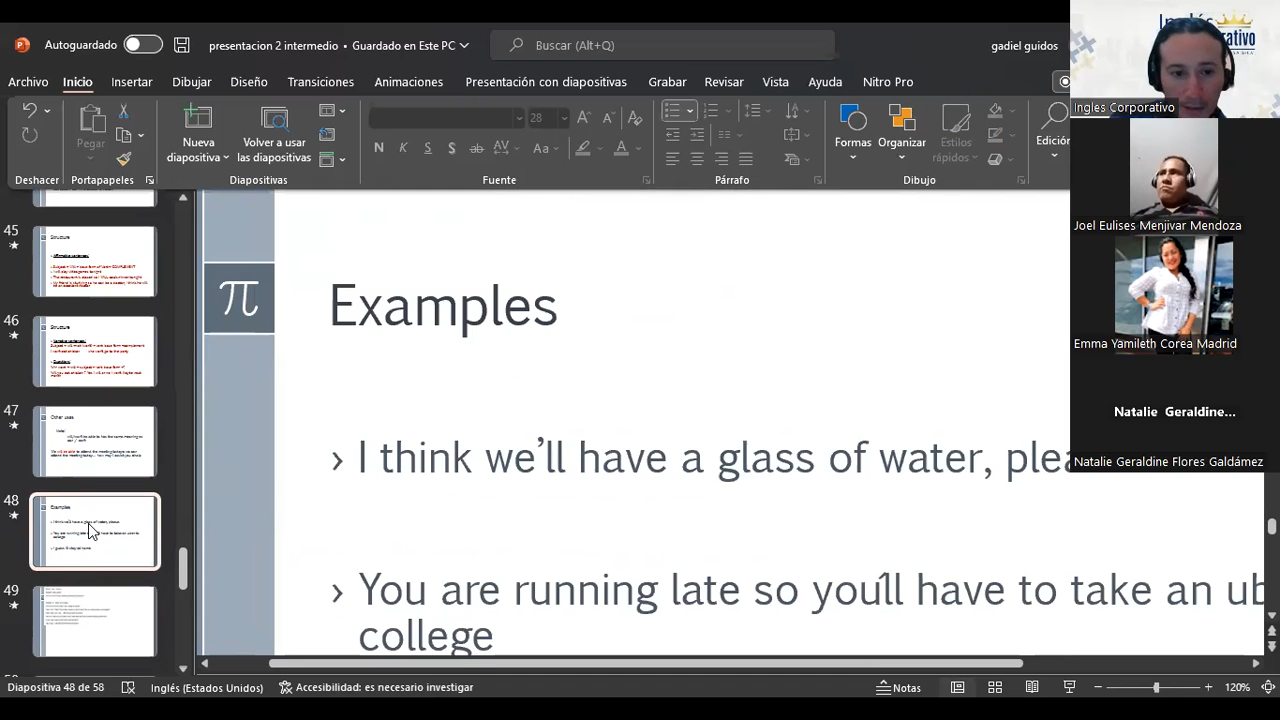 Autoguardado
presentacion 2 intermedio • Guardado en Este PC
Buscar (Alt+Q)
gadiel guidos
Archivo Inicio Insertar Dibujar Diseño Transiciones Animaciones Presentación con diapositivas Grabar Revisar Vista Ayuda Nitro Pro
Pegar
Nueva diapositiva
Volver a usar las diapositivas
28
N K S S ab AV Aa A
Formas
Organizar
Estilos rápidos
Edición
Deshacer Portapapeles Diapositivas Fuente Párrafo Dibujo
Ingles Corporativo
Joel Eulises Menjivar Mendoza
Emma Yamileth Corea Madrid
Natalie Geraldine...
Natalie Geraldine Flores Galdámez
45
Structure
46
Structure
47
Other uses
48
Examples
49
π
Examples
› I think we'll have a glass of water, plea
› You are running late so you´ll have to take an ub
college
Diapositiva 48 de 58
Inglés (Estados Unidos)
Accesibilidad: es necesario investigar
Notas
120%